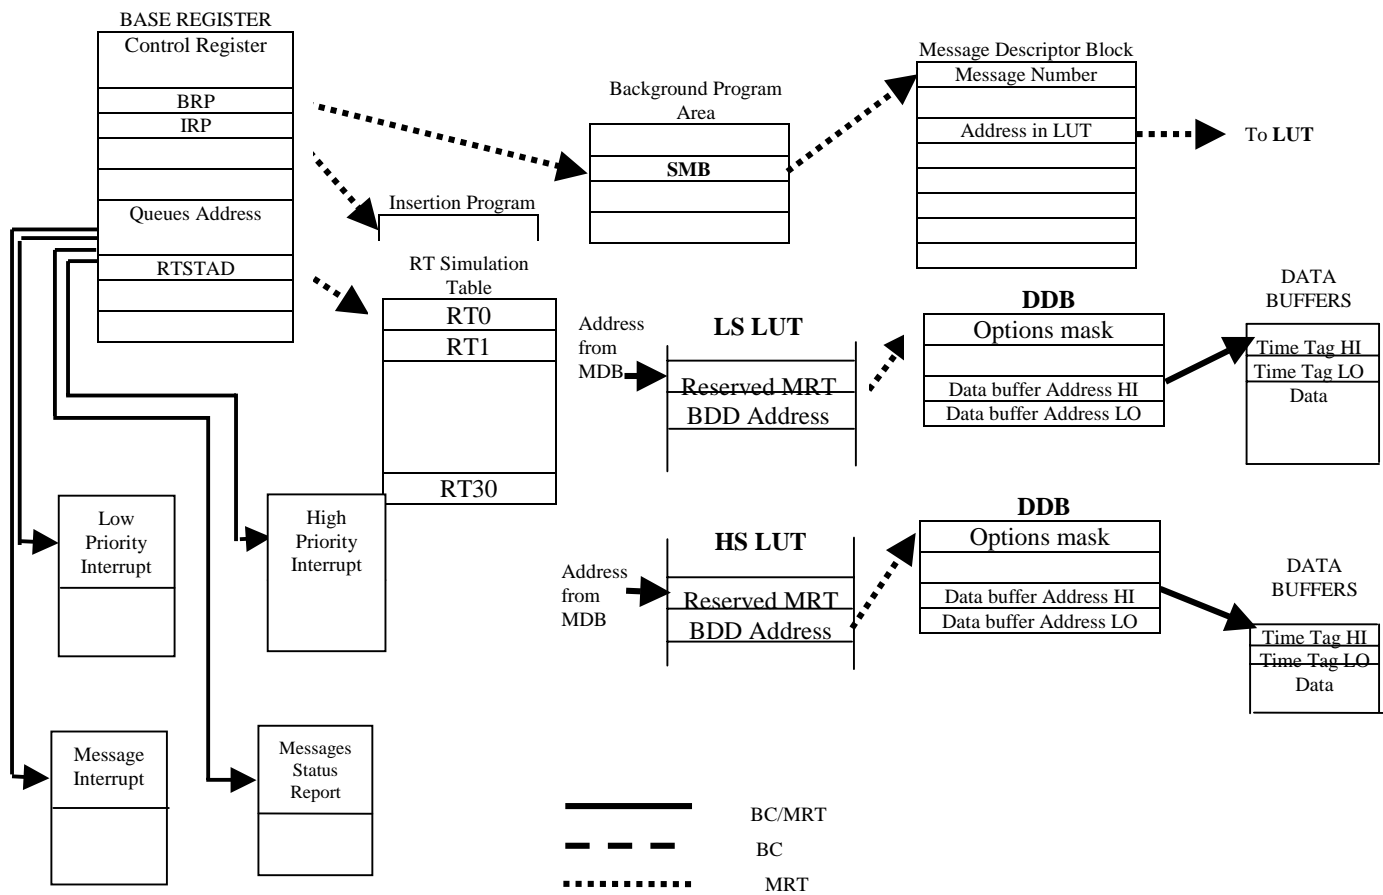 BASE REGISTER
Control Register
BRP
IRP
Queues Address
RTSTAD
Background Program
Area
SMB
Message Descriptor Block
Message Number
Address in LUT
To LUT
Insertion Program
RT Simulation
Table
RT0
RT1
RT30
Address
from
MDB
LS LUT
Reserved MRT
BDD Address
DDB
Options mask
Data buffer Address HI
Data buffer Address LO
DATA
BUFFERS
Time Tag HI
Time Tag LO
Data
Low
Priority
Interrupt
High
Priority
Interrupt
Address
from
MDB
HS LUT
Reserved MRT
BDD Address
DDB
Options mask
Data buffer Address HI
Data buffer Address LO
DATA
BUFFERS
Time Tag HI
Time Tag LO
Data
Message
Interrupt
Messages
Status
Report
BC/MRT
BC
MRT